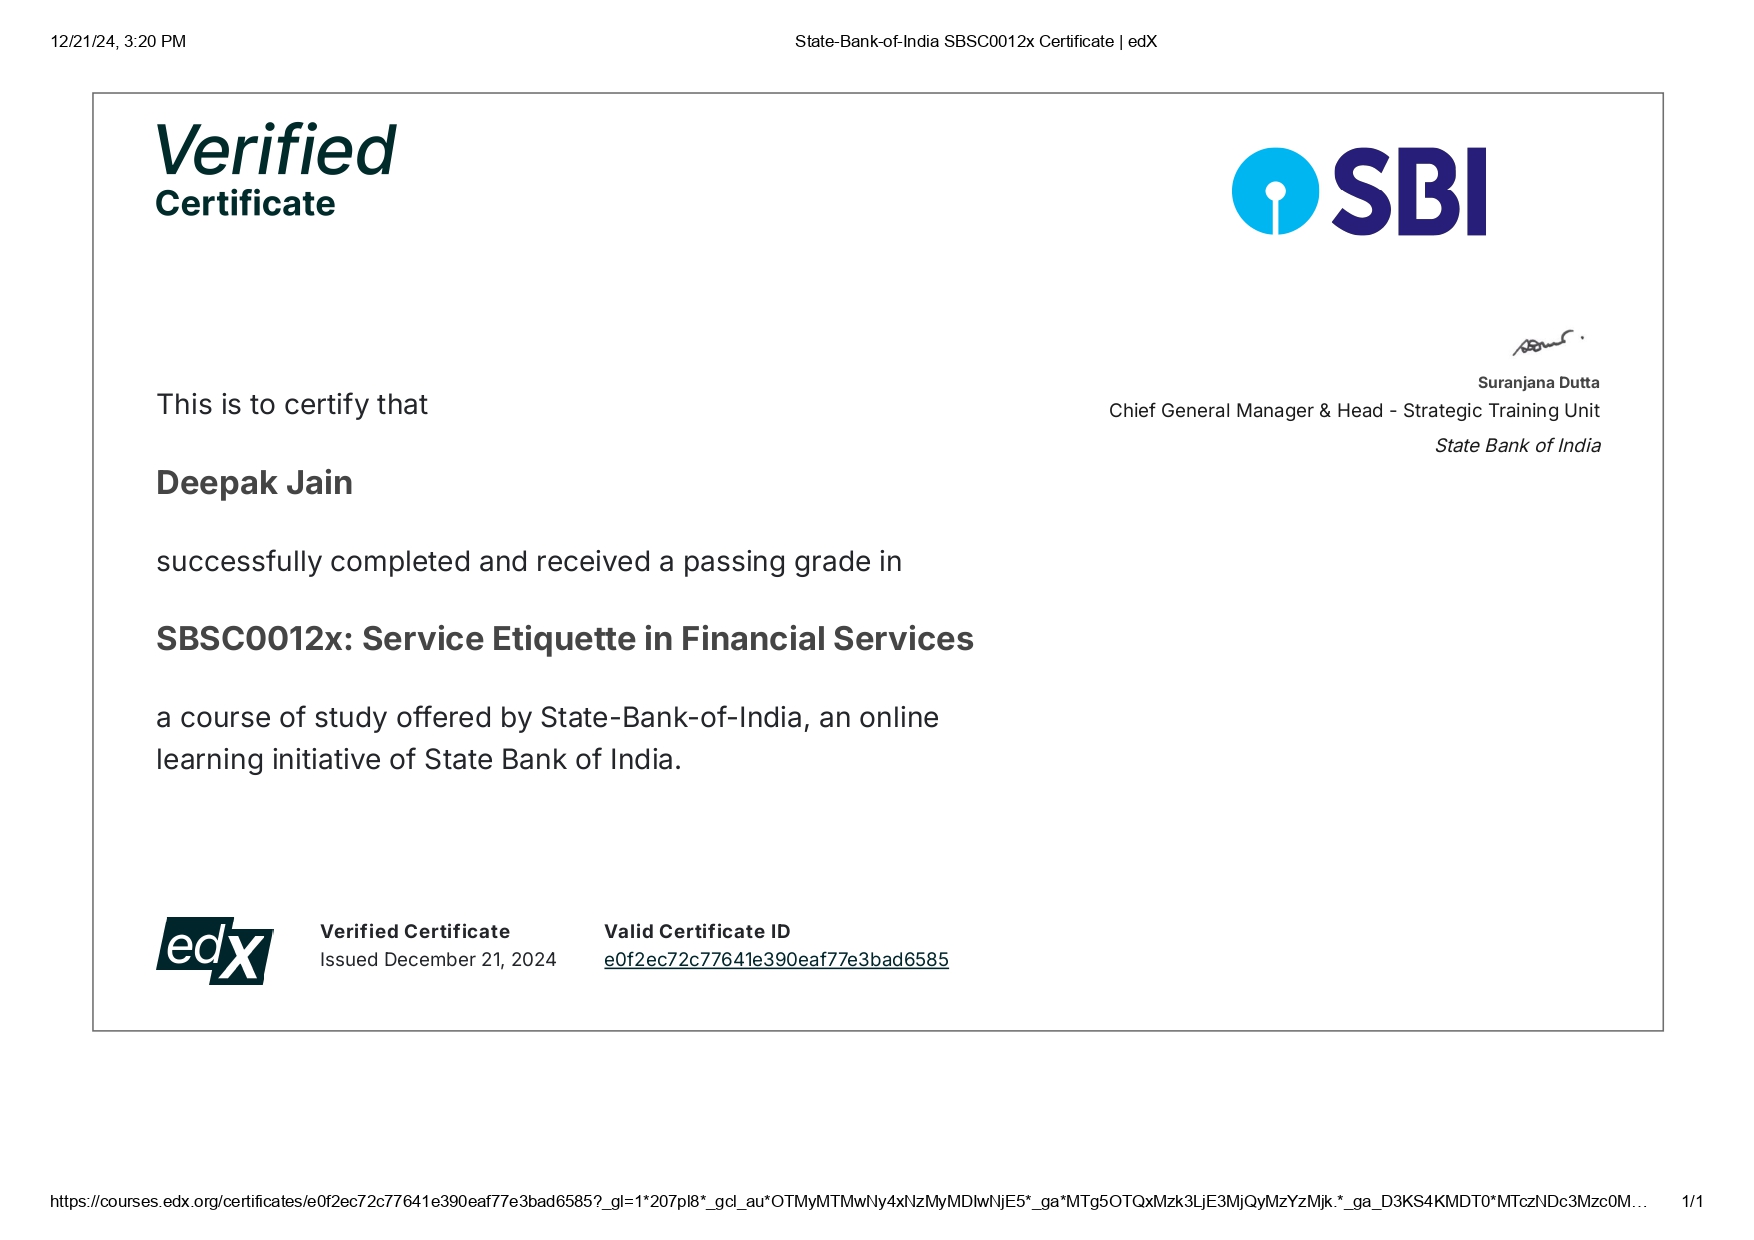 12/21/24, 3:20 PM
State-Bank-of-India SBSC0012x Certificate | edX
Verified
Certificate
SBI
Suranjana Dutta
Chief General Manager & Head - Strategic Training Unit
State Bank of India
This is to certify that
Deepak Jain
successfully completed and received a passing grade in
SBSC0012x: Service Etiquette in Financial Services
a course of study offered by State-Bank-of-India, an online
learning initiative of State Bank of India.
edX
Verified Certificate
Issued December 21, 2024
Valid Certificate ID
e0f2ec72c77641e390eaf77e3bad6585
https://courses.edx.org/certificates/e0f2ec72c77641e390eaf77e3bad6585?_gl=1*207pl8*_gcl_au*OTMyMTMwNy4xNzMyMDIwNjE5*_ga*MTg5OTQxMzk3LjE3MjQyMzYzMjk.*_ga_D3KS4KMDT0*MTczNDc3Mzc0M…
1/1